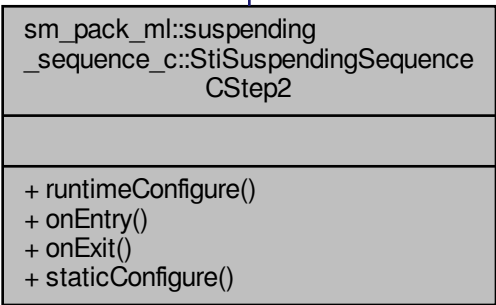 sm_pack_ml::suspending
_sequence_c::StiSuspendingSequence
CStep2
+ runtimeConfigure()
+ onEntry()
+ onExit()
+ staticConfigure()